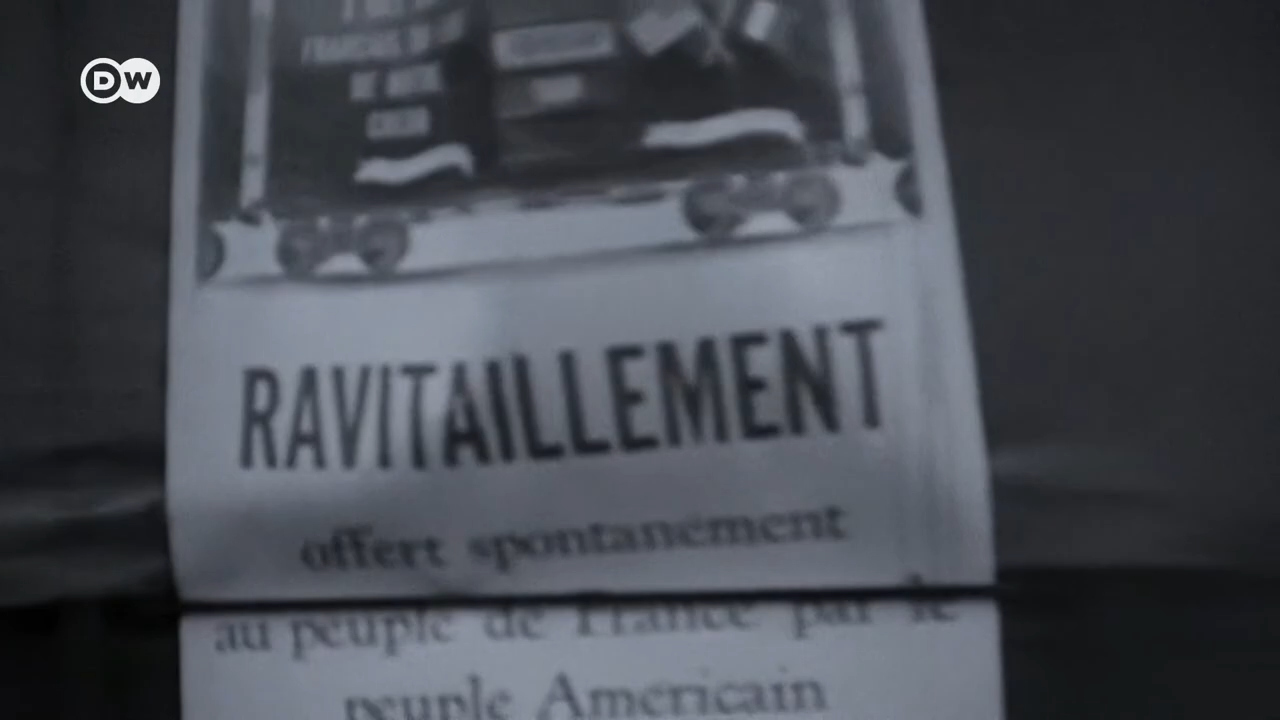 DW
RAVITAILLEMENT
offert spontanément
au peuple de France par le
peuple Americain